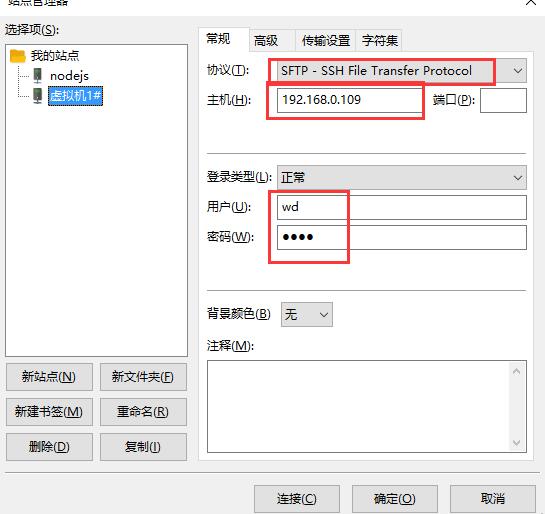 站点管理器
选择项(S):
我的站点
nodejs
虚拟机1#
新站点(N)
新文件夹(F)
新建书签(M)
重命名(R)
删除(D)
复制(I)
常规
高级
传输设置
字符集
协议(T):
SFTP - SSH File Transfer Protocol
主机(H):
192.168.0.109
端口(P):
登录类型(L):
正常
用户(U):
wd
密码(W):
●●●●
背景颜色(B)
无
注释(M):
连接(C)
确定(O)
取消